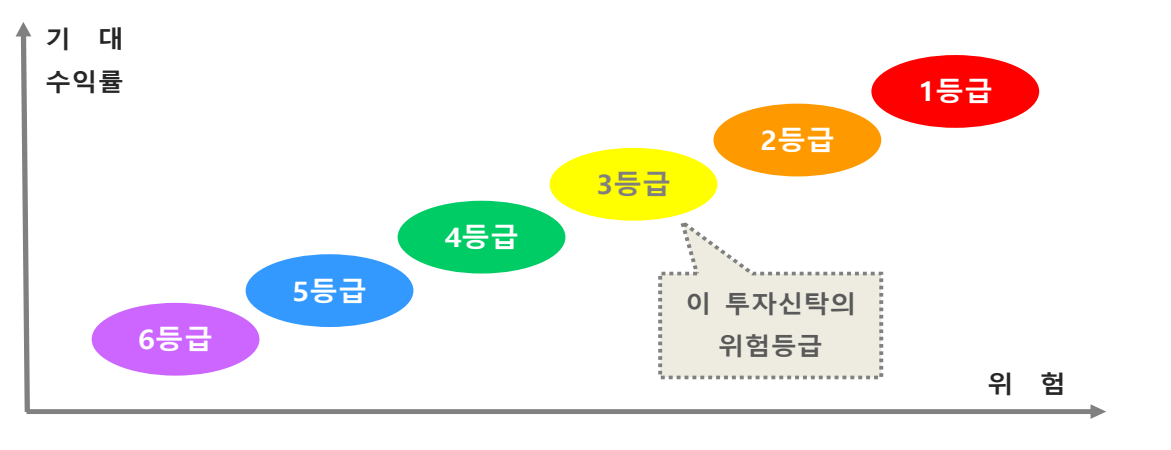 기 대
수익률
1등급
2등급
3등급
4등급
5등급
6등급
이 투자신탁의
위험등급
위 험